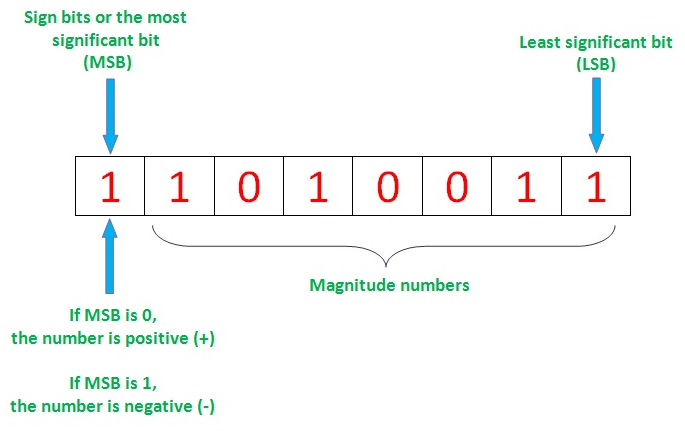 Sign bits or the most
significant bit
(MSB)
Least significant bit
(LSB)
1 1 0 1 0 0 1 1
Magnitude numbers
If MSB is 0,
the number is positive (+)
If MSB is 1,
the number is negative (-)